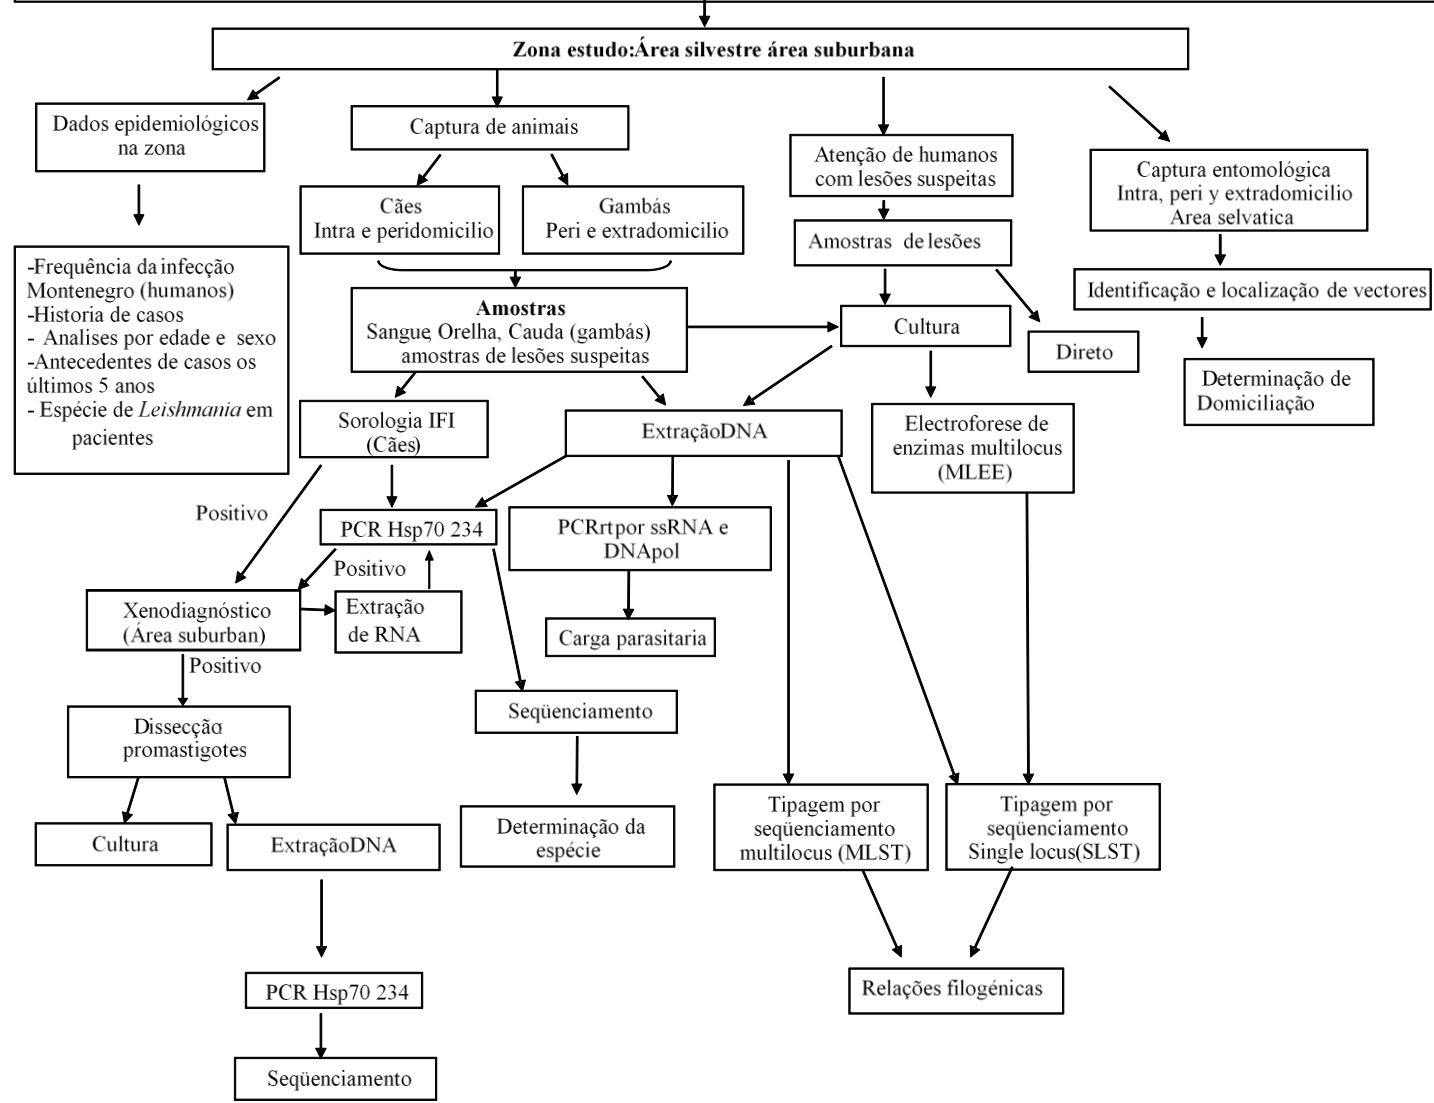 Zona estudo:Área silvestre área suburbana
Dados epidemiológicos
na zona
Captura de animais
Atenção de humanos
com lesões suspeitas
Captura entomológica
Intra, peri y extradomicilio
Area selvatica
Cães
Intra e peridomicilio
Gambás
Peri e extradomicilio
Amostras de lesões
-Frequência da infecção
Montenegro (humanos)
-Historia de casos
- Analises por edade e sexo
-Antecedentes de casos os
últimos 5 anos
- Espécie de Leishmania em
pacientes
Amostras
Sangue, Orelha, Cauda (gambás)
amostras de lesões suspeitas
Cultura
Direto
Identificação e localização de vectores
Determinação de
Domiciliação
Sorologia IFI
(Cães)
ExtraçãoDNA
Electroforese de
enzimas multilocus
(MLEE)
Positivo
PCR Hsp70 234
PCRrtpor ssRNA e
DNApol
Positivo
Xenodiagnóstico
(Área suburban)
Extração
de RNA
Carga parasitaria
Positivo
Dissecção
promastigotes
Seqüenciamento
Cultura
ExtraçãoDNA
Determinação da
espécie
Tipagem por
seqüenciamento
multilocus (MLST)
Tipagem por
seqüenciamento
Single locus(SLST)
PCR Hsp70 234
Relações filogénicas
Seqüenciamento